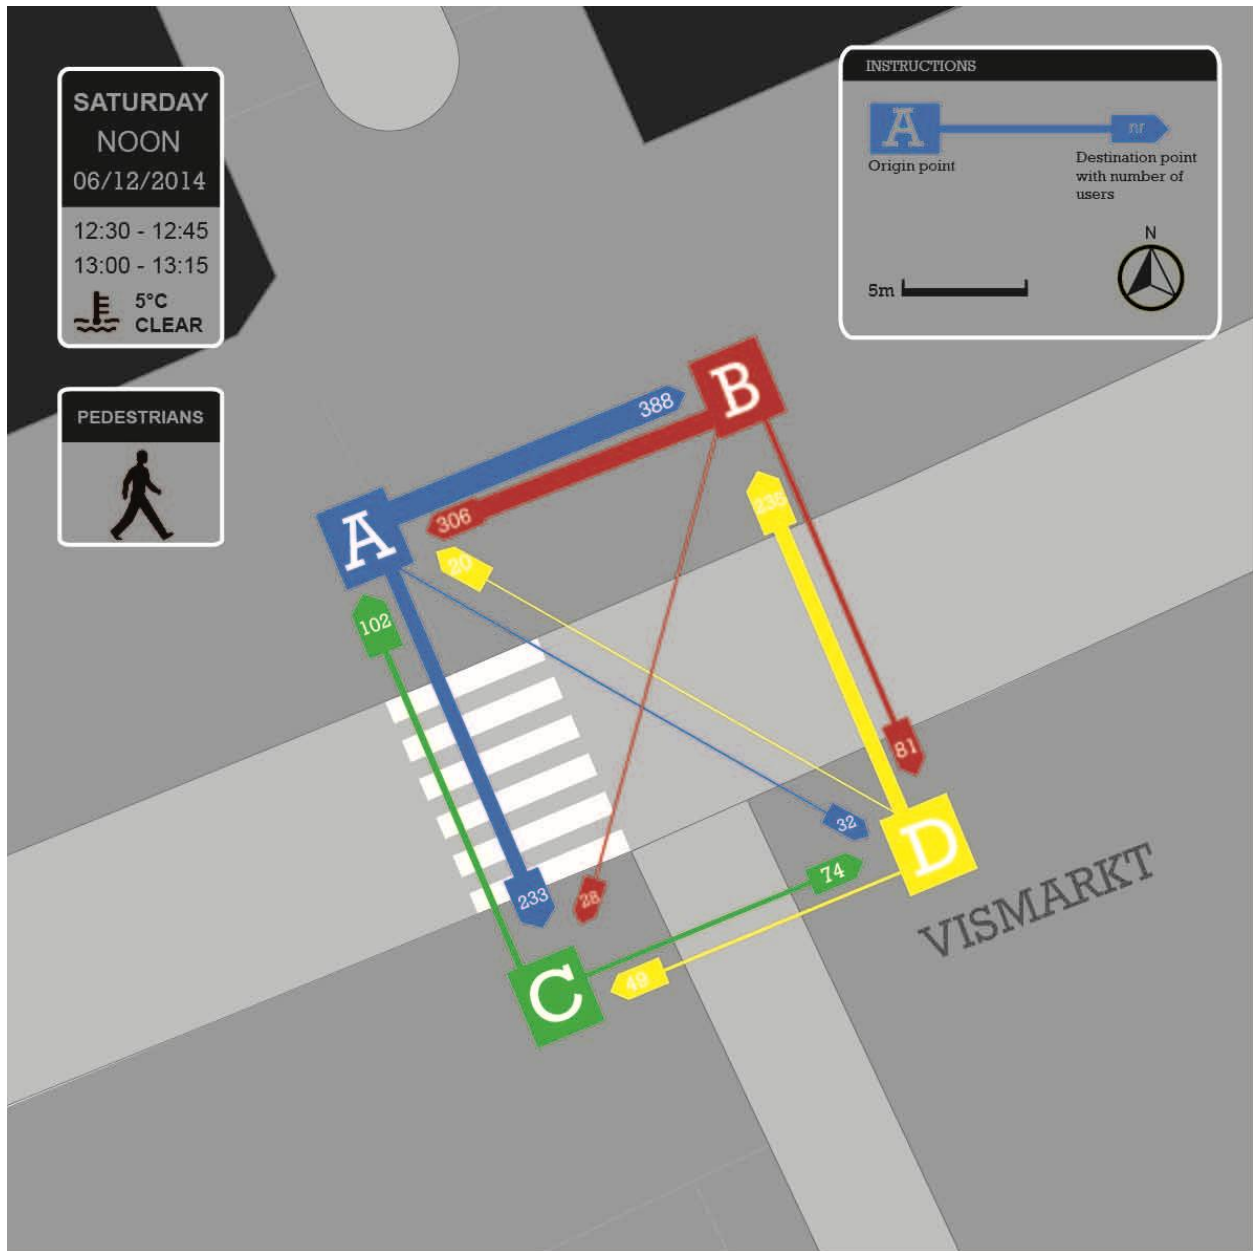 SATURDAY
NOON
06/12/2014
12:30 - 12:45
13:00 - 13:15
5°C
CLEAR
PEDESTRIANS
INSTRUCTIONS
A
nr
Origin point
Destination point
with number of
users
N
5m
B
388
306
A
20
102
81
32
74
D
233
28
C
49
VISMARKT